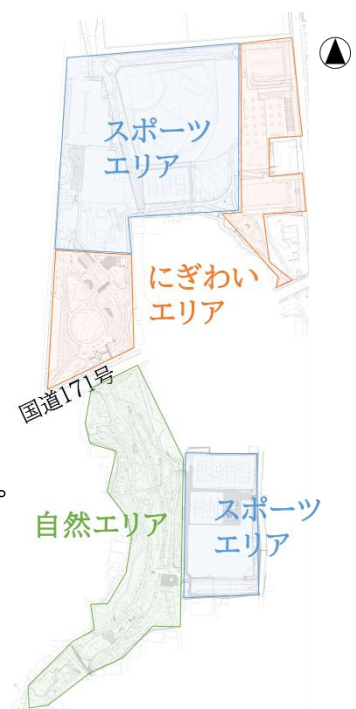 スポーツ
エリア
にぎわい
エリア
国道171号
。
自然エリア
スポーツ
エリア